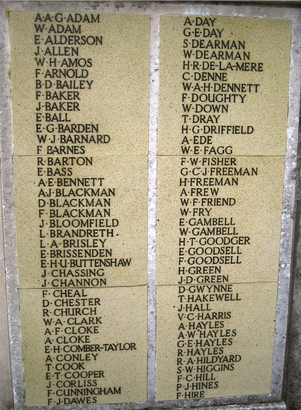 A·A·G·ADAM
W·ADAM
E·ALDERSON
J·ALLEN
W·H·AMOS
F·ARNOLD
B·D·BAILEY
F·BAKER
J·BAKER
E·BALL
E·G·BARDEN
W·J·BARNARD
F·BARNES
R·BARTON
E·BASS
A·E·BENNETT
A·J·BLACKMAN
D·BLACKMAN
F·BLACKMAN
J·BLOOMFIELD
L·BRANDRETH
L·A·BRISLEY
E·BRISSENDEN
E·H·U·BUTTENSHAW
J·CHASSING
J·CHANNON
F·CHEAL
D·CHESTER
R·CHURCH
W·A·CLARK
A·F·CLOKE
A·CLOKE
E·H·COMBER-TAYLOR
A·CONLEY
T·COOK
E·T·COOPER
J·CORLISS
F·CUNNINGHAM
F·J·DAWES
A·DAY
G·E·DAY
S·DEARMAN
W·DEARMAN
H·R·DE-LA-MERE
C·DENNE
W·A·H·DENNETT
F·DOUGHTY
W·DOWN
T·DRAY
H·G·DRIFFIELD
A·EDE
W·E·FAGG
F·W·FISHER
G·C·J·FREEMAN
H·FREEMAN
A·FREW
W·F·FRIEND
W·FRY
E·GAMBELL
W·GAMBELL
H·T·GOODGER
E·GOODSELL
F·GOODSELL
H·GREEN
J·D·GREEN
D·GWYNNE
T·HAKEWELL
J·HALL
V·C·HARRIS
A·HAYLES
A·W·HAYLES
G·E·HAYLES
R·HAYLES
R·A·HILDYARD
S·W·HIGGINS
F·C·HILL
P·J·HINES
F·HIRE